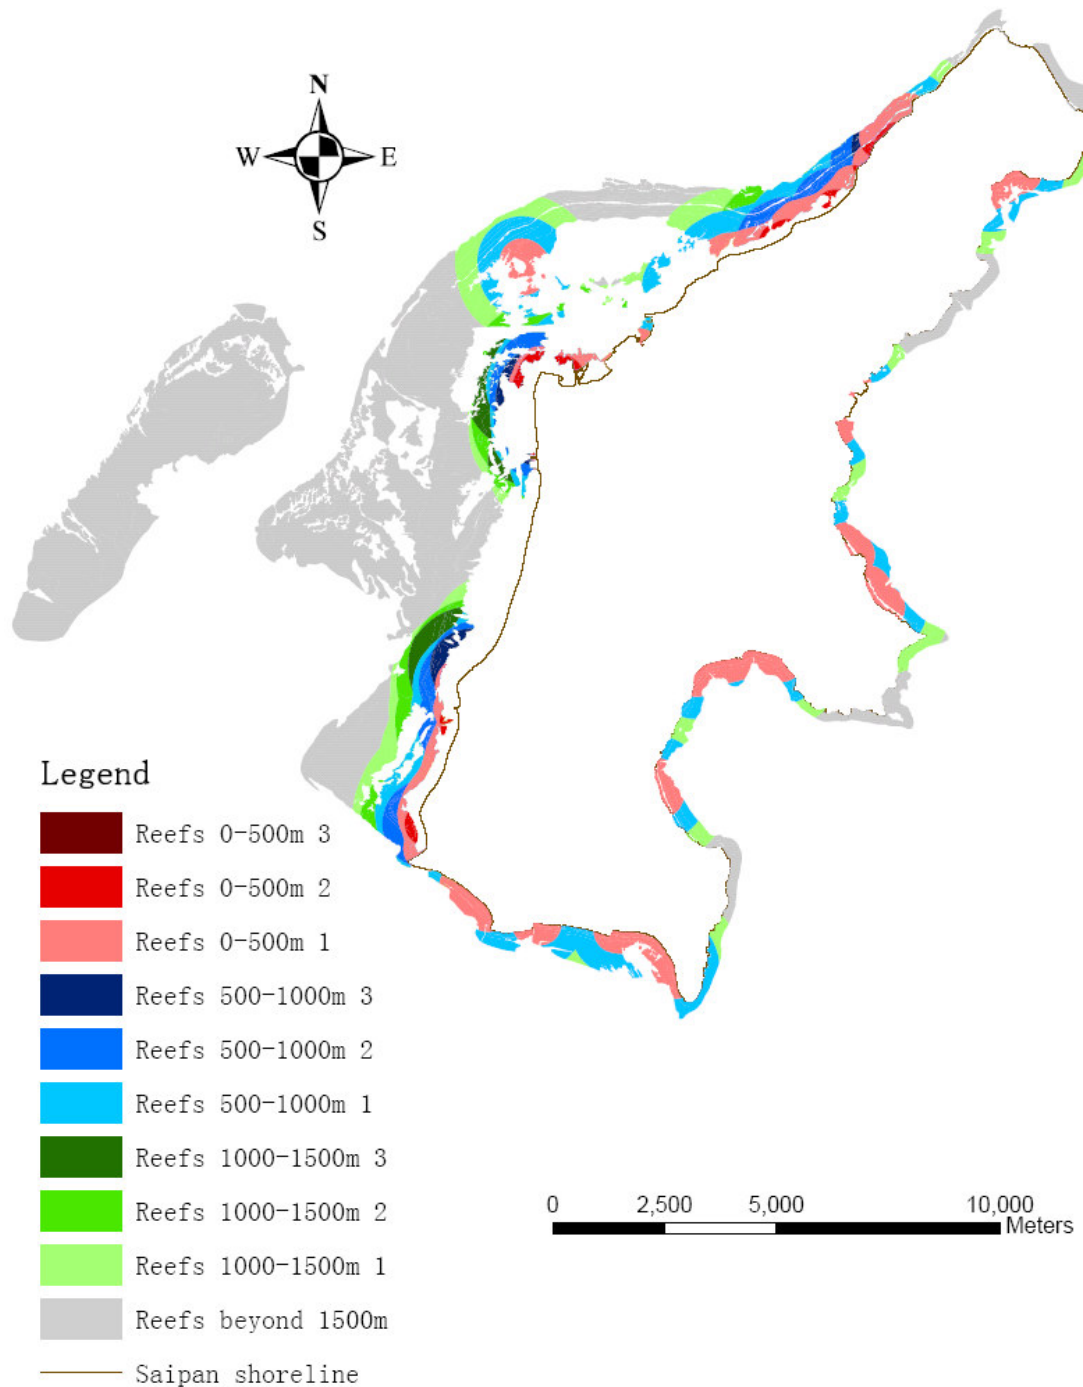 N
W E
S
Legend
Reefs 0-500m 3
Reefs 0-500m 2
Reefs 0-500m 1
Reefs 500-1000m 3
Reefs 500-1000m 2
Reefs 500-1000m 1
Reefs 1000-1500m 3
Reefs 1000-1500m 2
Reefs 1000-1500m 1
Reefs beyond 1500m
Saipan shoreline
0 2,500 5,000 10,000
Meters